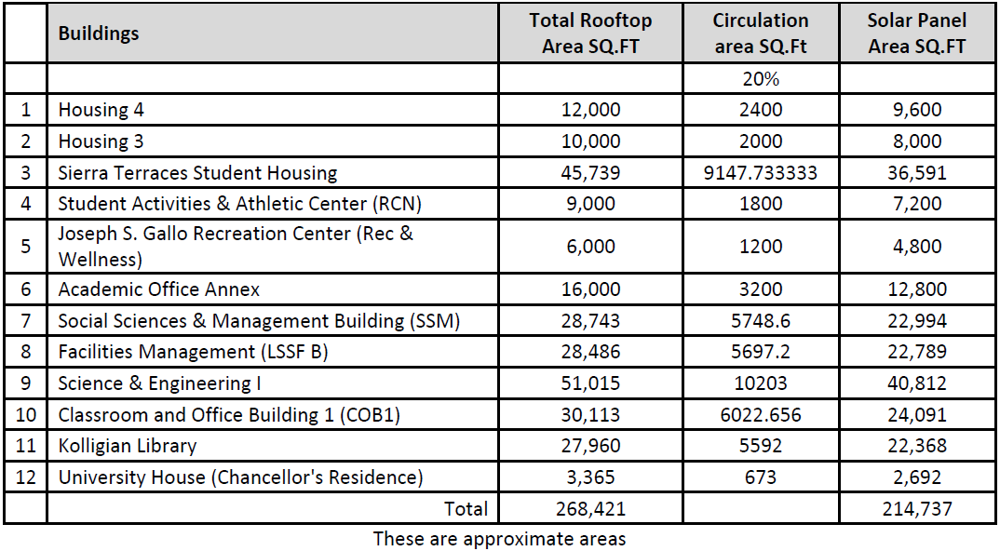 Buildings Total Rooftop Area SQ.FT Circulation area SQ.Ft Solar Panel Area SQ.FT
20%
1 Housing 4 12,000 2400 9,600
2 Housing 3 10,000 2000 8,000
3 Sierra Terraces Student Housing 45,739 9147.733333 36,591
4 Student Activities & Athletic Center (RCN) 9,000 1800 7,200
5 Joseph S. Gallo Recreation Center (Rec & Wellness) 6,000 1200 4,800
6 Academic Office Annex 16,000 3200 12,800
7 Social Sciences & Management Building (SSM) 28,743 5748.6 22,994
8 Facilities Management (LSSF B) 28,486 5697.2 22,789
9 Science & Engineering I 51,015 10203 40,812
10 Classroom and Office Building 1 (COB1) 30,113 6022.656 24,091
11 Kolligian Library 27,960 5592 22,368
12 University House (Chancellor's Residence) 3,365 673 2,692
Total 268,421 214,737
These are approximate areas